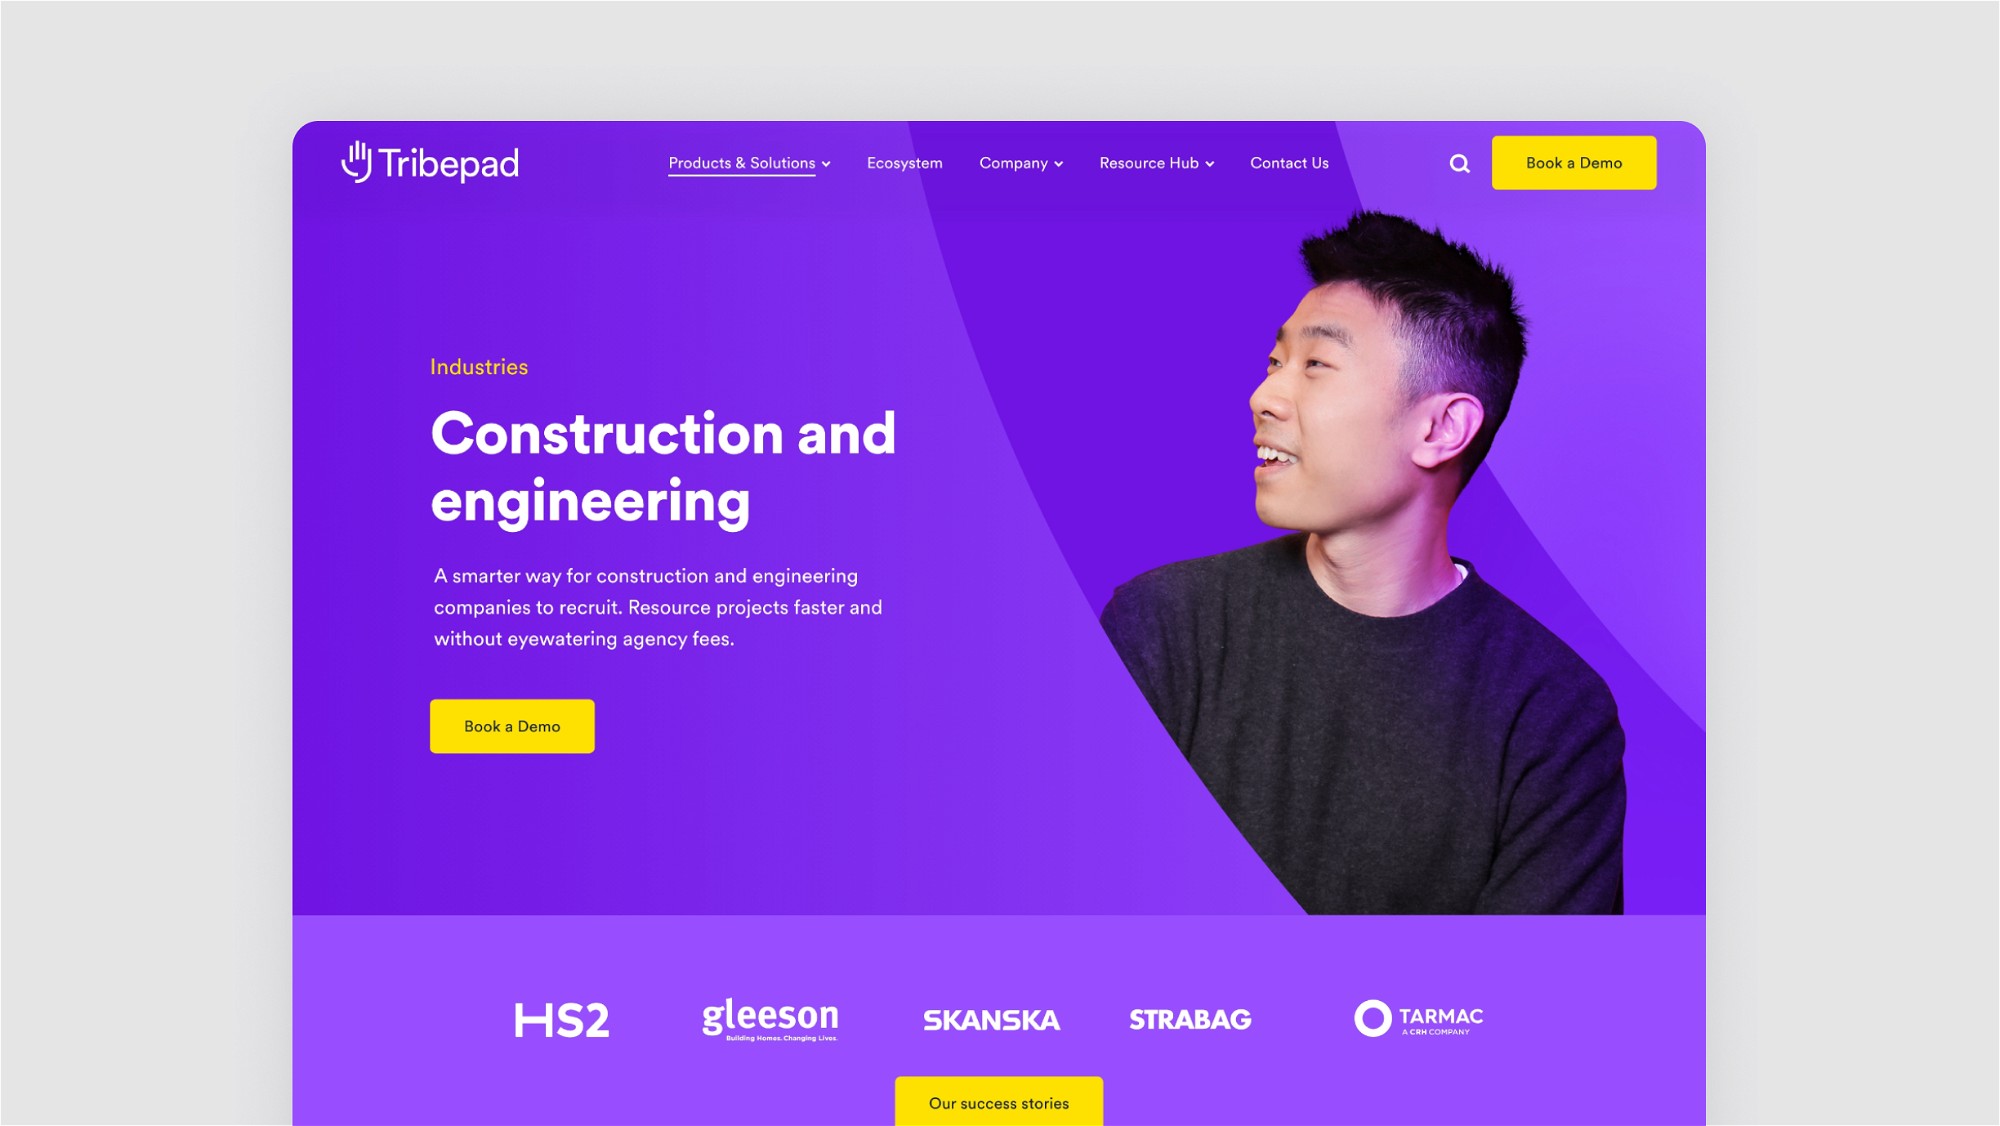 Tribepad
Products & Solutions
Ecosystem
Company
Resource Hub
Contact Us
Book a Demo
Industries
Construction and
engineering
A smarter way for construction and engineering
companies to recruit. Resource projects faster and
without eyewatering agency fees.
Book a Demo
HS2
gleeson
Building Homes. Changing Lives.
SKANSKA
STRABAG
TARMAC
A CRH COMPANY
Our success stories